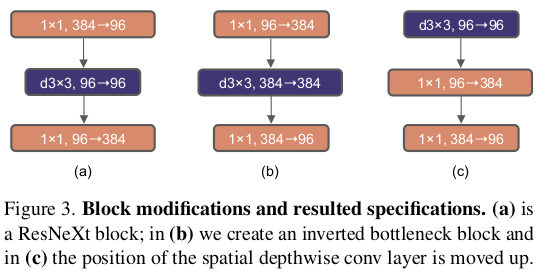 1×1, 384→96
1×1, 96→384
d3×3, 96→96
d3×3, 96→96
d3×3, 384→384
1×1, 96→384
1×1, 96→384
1×1, 384→96
1×1, 384→96
(a)
(b)
(c)
Figure 3. Block modifications and resulted specifications. (a) is
a ResNeXt block; in (b) we create an inverted bottleneck block and
in (c) the position of the spatial depthwise conv layer is moved up.